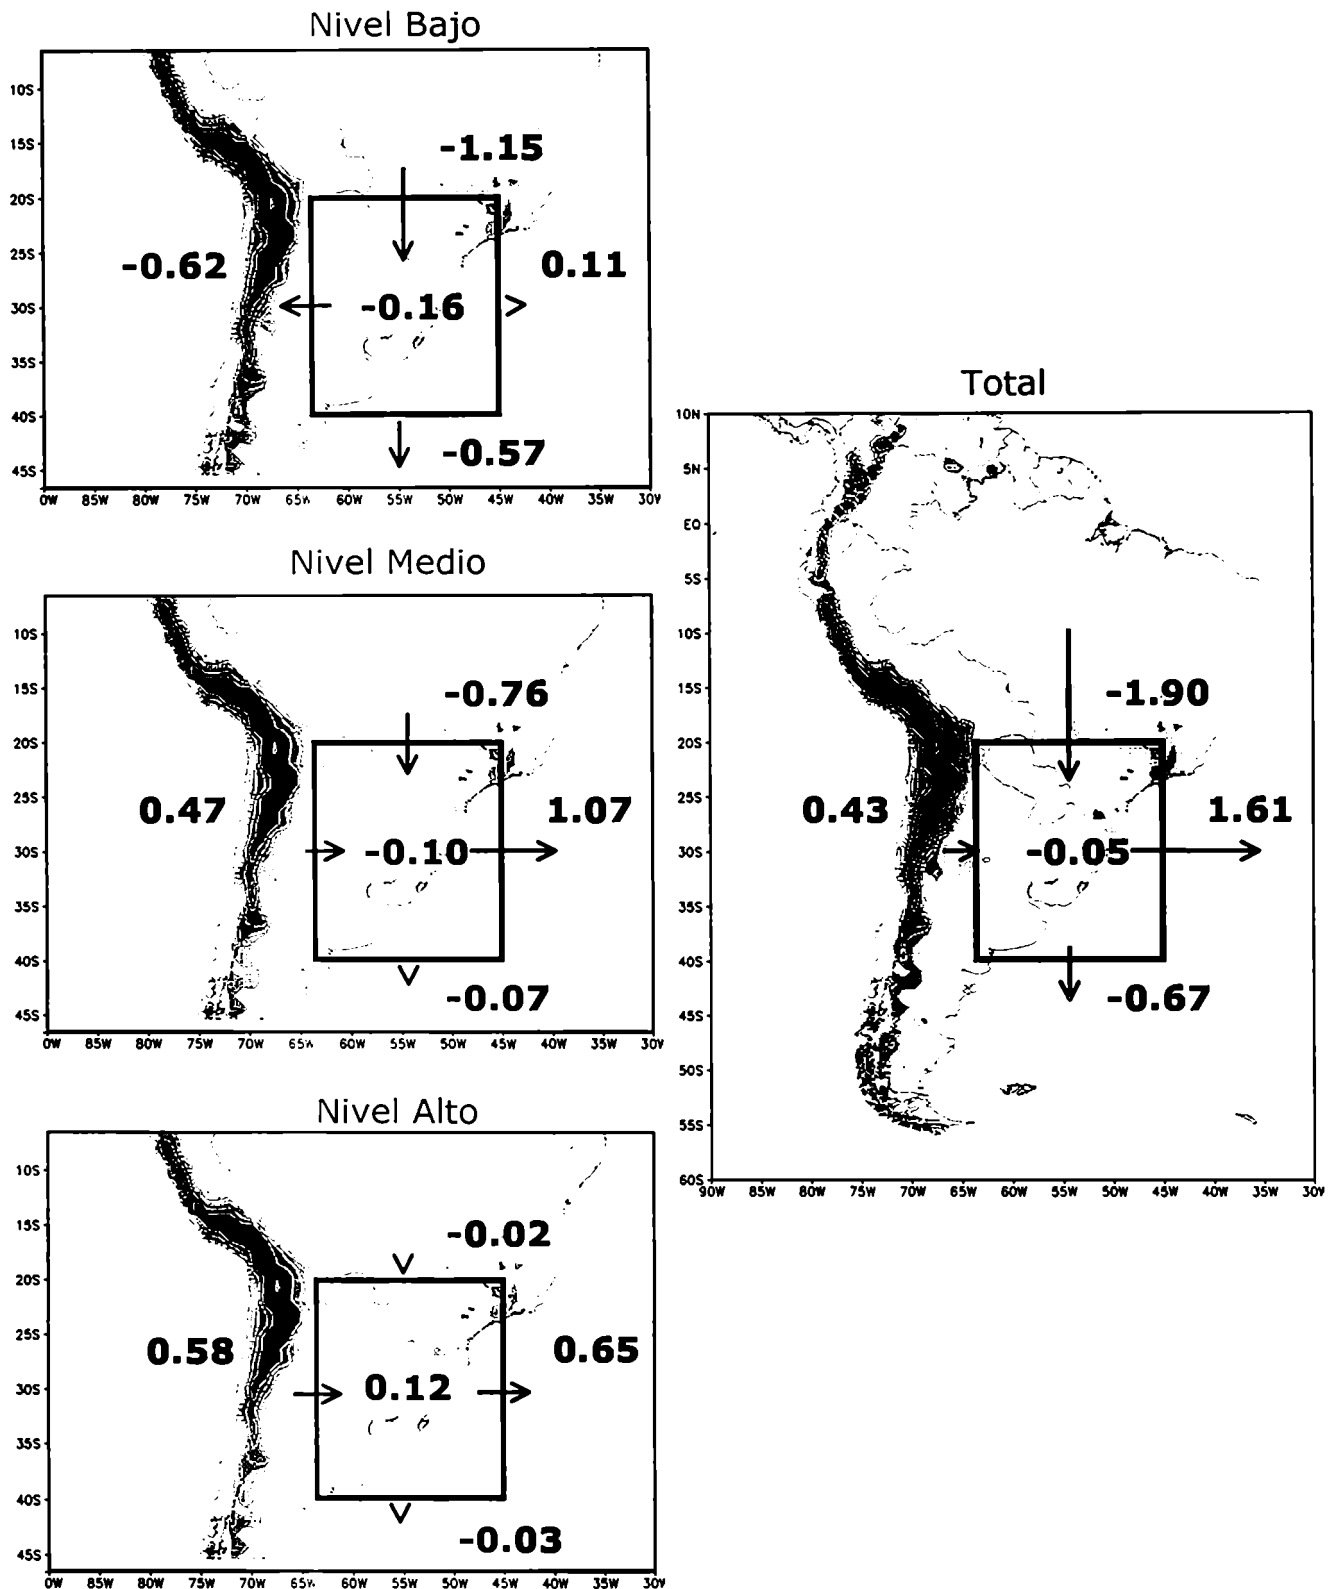 Nivel Bajo
10S
15S
20S
25S
30S
35S
40S
45S
-1.15
-0.62
0.11
-0.16
-0.57
0W 85W 80W 75W 70W 65W 60W 55W 50W 45W 40W 35W 30W
Nivel Medio
10S
15S
20S
25S
30S
35S
40S
45S
-0.76
0.47
1.07
-0.10
-0.07
0W 85W 80W 75W 70W 65W 60W 55W 50W 45W 40W 35W 30W
Nivel Alto
10S
15S
20S
25S
30S
35S
40S
45S
-0.02
0.58
0.65
0.12
-0.03
0W 85W 80W 75W 70W 65W 60W 55W 50W 45W 40W 35W 30W
Total
10N
5N
EQ
5S
10S
15S
20S
25S
30S
35S
40S
45S
50S
55S
60S
-1.90
0.43
1.61
-0.05
-0.67
90W 85W 80W 75W 70W 65W 60W 55W 50W 45W 40W 35W 30W